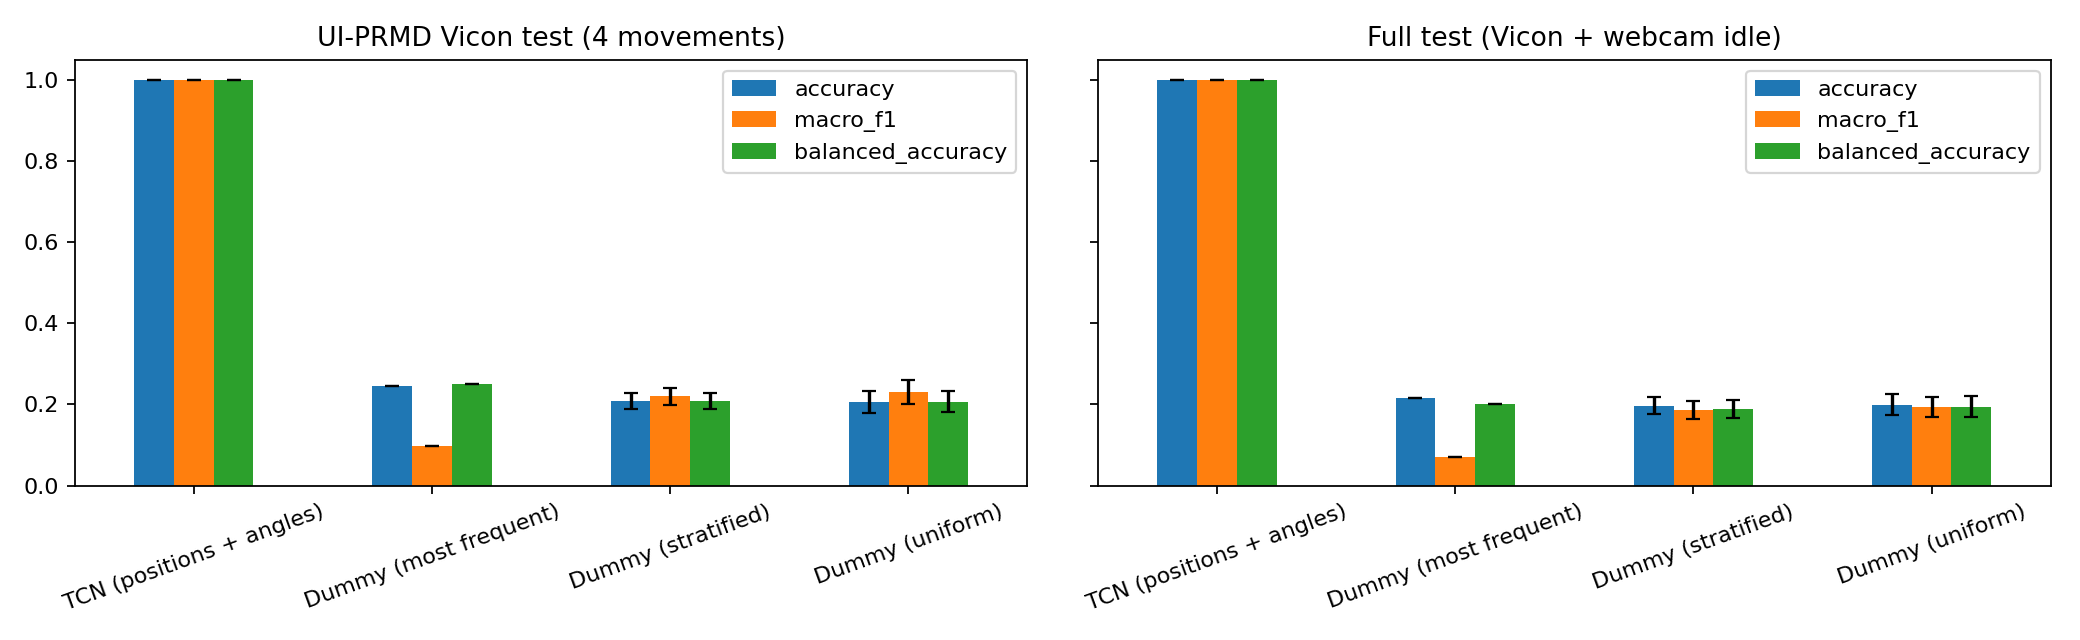 UI-PRMD Vicon test (4 movements)
1.0
0.8
0.6
0.4
0.2
0.0
accuracy
macro_f1
balanced_accuracy
TCN (positions + angles)
Dummy (most frequent)
Dummy (stratified)
Dummy (uniform)
Full test (Vicon + webcam idle)
accuracy
macro_f1
balanced_accuracy
TCN (positions + angles)
Dummy (most frequent)
Dummy (stratified)
Dummy (uniform)